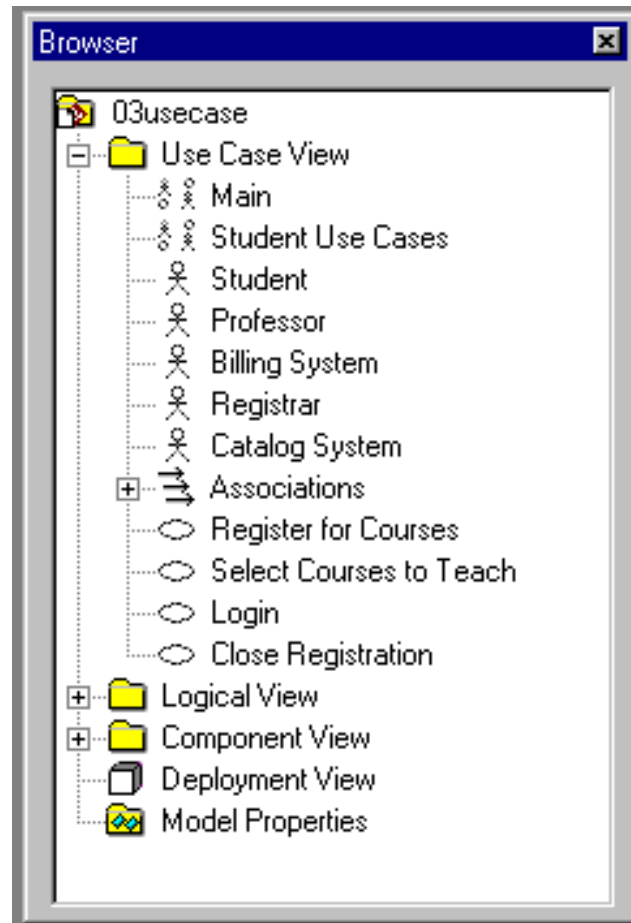 Browser
03usecase
Use Case View
Main
Student Use Cases
Student
Professor
Billing System
Registrar
Catalog System
Associations
Register for Courses
Select Courses to Teach
Login
Close Registration
Logical View
Component View
Deployment View
Model Properties